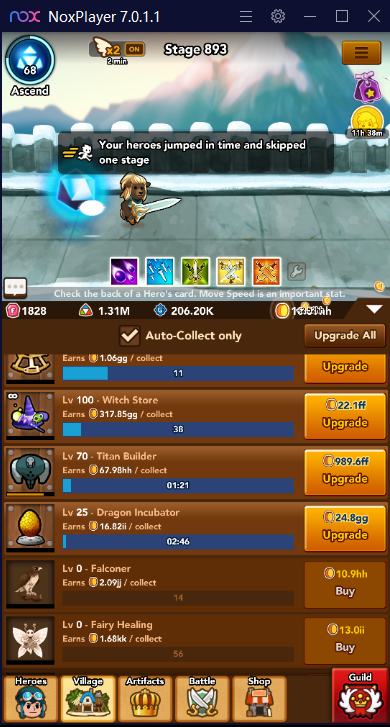 nox NoxPlayer 7.0.1.1
68
Ascend
x2 ON
2 min
Stage 893
11h 38m
Your heroes jumped in time and skipped
one stage
Check the back of a Hero's card. Move Speed is an important stat.
1828
1.31M
206.20K
Auto-Collect only
Upgrade All
Earns 1.06gg / collect
11
Upgrade
Lv 100 - Witch Store
Earns 317.85gg / collect
38
22.1ff
Upgrade
Lv 70 - Titan Builder
Earns 67.98hh / collect
01:21
989.6ff
Upgrade
Lv 25 - Dragon Incubator
Earns 16.82ii / collect
02:46
24.8gg
Upgrade
Lv 0 - Falconer
Earns 2.09jj / collect
14
10.9hh
Buy
Lv 0 - Fairy Healing
Earns 1.68kk / collect
56
13.0ii
Buy
Heroes
Village
Artifacts
Battle
Shop
Guild